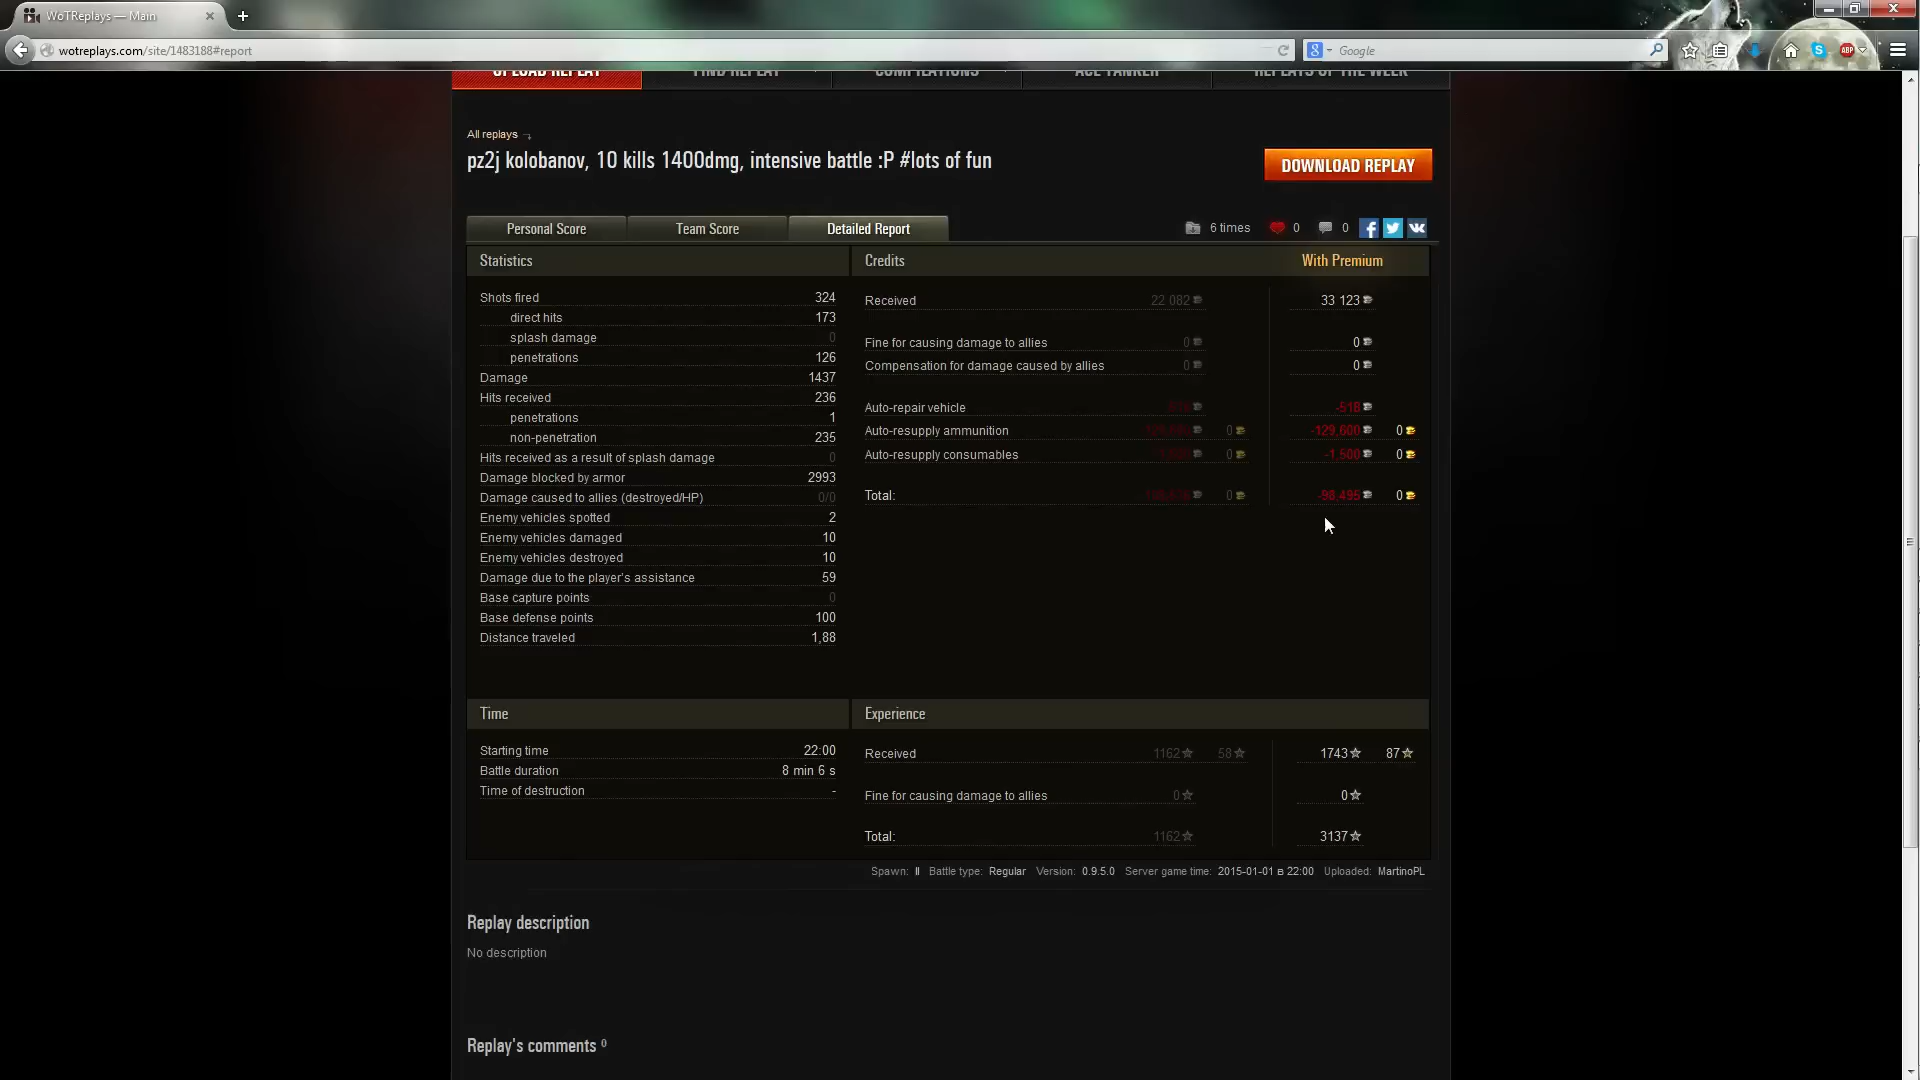 WoTReplays — Main
wotreplays.com/site/1483188#report
Google
UPLOAD REPLAY FIND REPLAY COMPILATIONS ACE TANKER REPLAYS OF THE WEEK
All replays
pz2j kolobanov, 10 kills 1400dmg, intensive battle :P #lots of fun
DOWNLOAD REPLAY
Personal Score Team Score Detailed Report 6 times 0 0
Statistics
Shots fired 324
direct hits 173
splash damage 0
penetrations 126
Damage 1437
Hits received 236
penetrations 1
non-penetration 235
Hits received as a result of splash damage 0
Damage blocked by armor 2993
Damage caused to allies (destroyed/HP) 0/0
Enemy vehicles spotted 2
Enemy vehicles damaged 10
Enemy vehicles destroyed 10
Damage due to the player's assistance 59
Base capture points 0
Base defense points 100
Distance traveled 1,88
Credits With Premium
Received 22 082 33 123
Fine for causing damage to allies 0 0
Compensation for damage caused by allies 0 0
Auto-repair vehicle -518
Auto-resupply ammunition 0 -129,600 0
Auto-resupply consumables 0 -1,500 0
Total: 0 -98,495 0
Time
Starting time 22:00
Battle duration 8 min 6 s
Time of destruction -
Experience
Received 1162 58 1743 87
Fine for causing damage to allies 0 0
Total: 1162 3137
Spawn: II Battle type: Regular Version: 0.9.5.0 Server game time: 2015-01-01 в 22:00 Uploaded: MartinoPL
Replay description
No description
Replay's comments 0